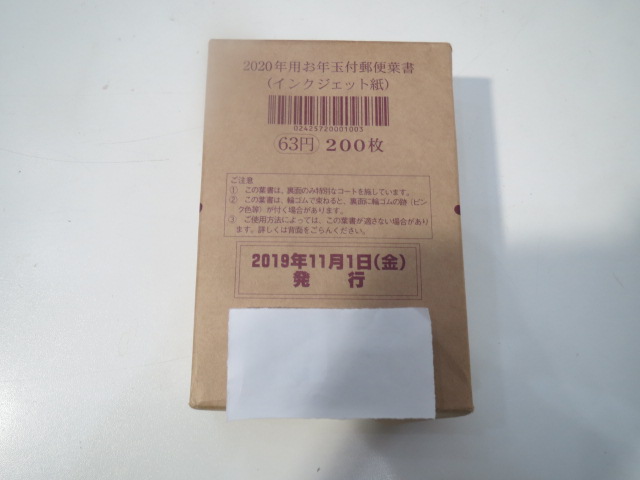 2020年用お年玉付郵便葉書
(インクジェット紙)
02425720001003
63円 200枚
ご注意
① この葉書は、裏面のみ特別なコートを施しています。
② この葉書は、輪ゴムで束ねると、裏面に輪ゴムの跡(ピン
ク色等)が付く場合があります。
③ ご使用方法によっては、この葉書が適さない場合があり
ます。詳しくは背面をごらんください。
2019年11月1日(金)
発 行